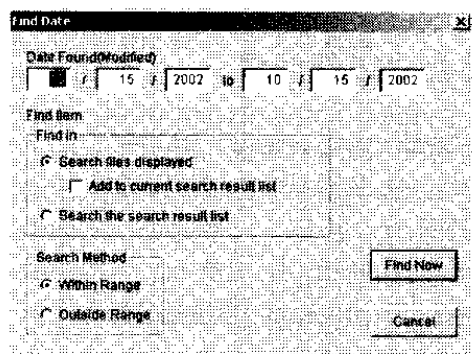 Find Date
Date Found(Modified)
/ 15 / 2002 to 10 / 15 / 2002
Find Item
Find in
Search files displayed
Add to current search result list
Search the search result list
Search Method
Within Range
Outside Range
Find Now
Cancel